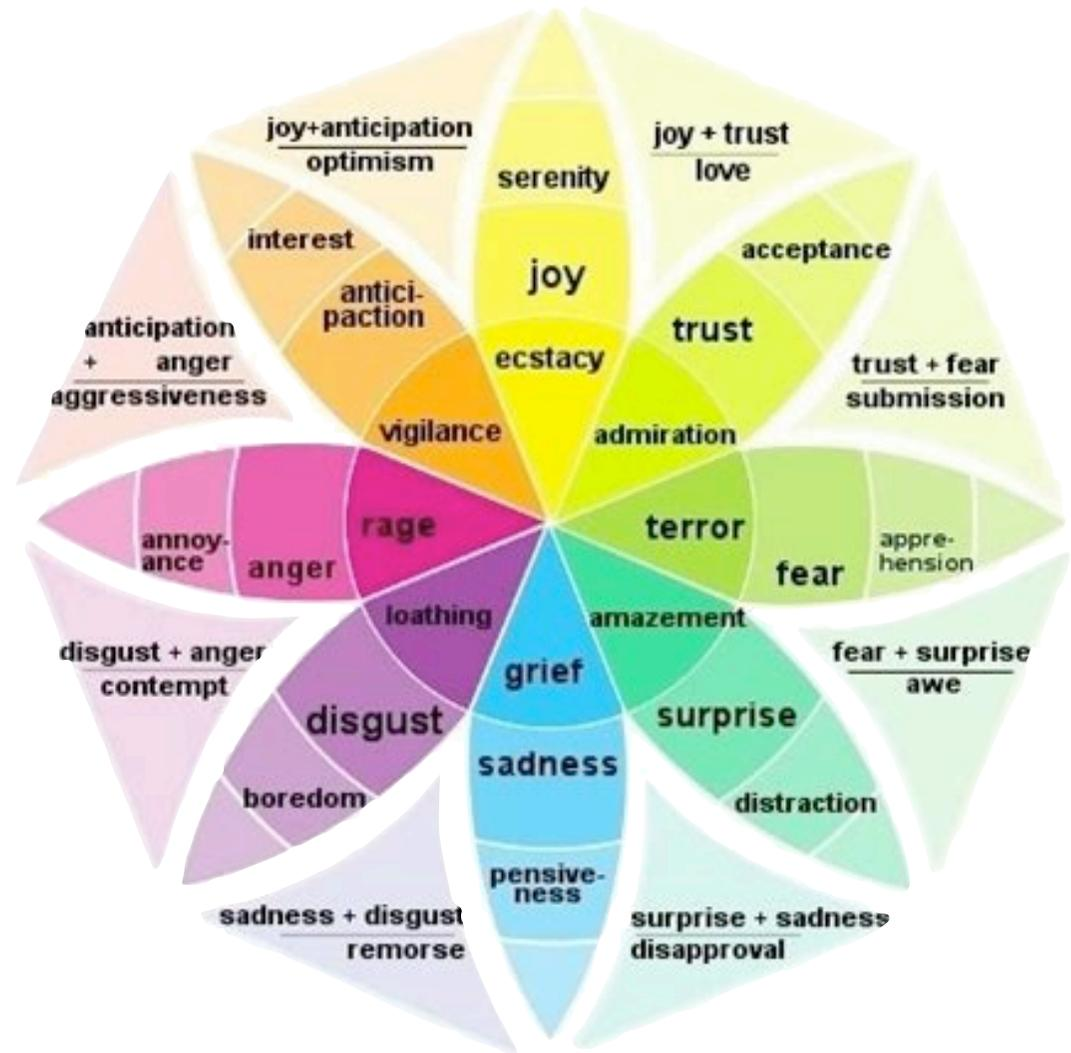 joy+anticipation
optimism
joy + trust
love
serenity
interest
acceptance
joy
antici-
paction
trust
anticipation
+ anger
aggressiveness
ecstacy
trust + fear
submission
vigilance
admiration
rage
terror
annoy-
ance
anger
fear
appre-
hension
loathing
amazement
disgust + anger
contempt
grief
fear + surprise
awe
disgust
surprise
sadness
boredom
distraction
pensive-
ness
sadness + disgust
remorse
surprise + sadness
disapproval